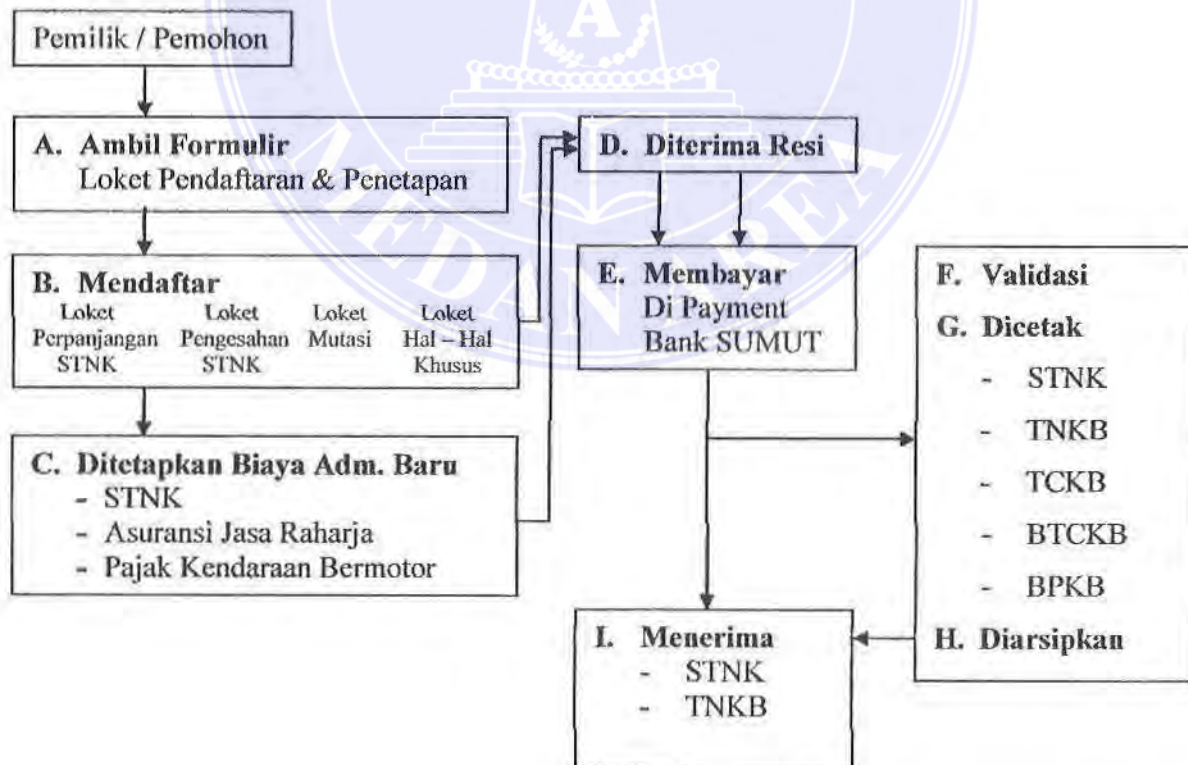 Pemilik / Pemohon
A. Ambil Formulir
Loket Pendaftaran & Penetapan
B. Mendaftar
Loket Perpanjangan STNK
Loket Pengesahan STNK
Loket Mutasi
Loket Hal – Hal Khusus
C. Ditetapkan Biaya Adm. Baru
- STNK
- Asuransi Jasa Raharja
- Pajak Kendaraan Bermotor
D. Diterima Resi
E. Membayar
Di Payment
Bank SUMUT
F. Validasi
G. Dicetak
- STNK
- TNKB
- TCKB
- BTCKB
- BPKB
H. Diarsipkan
I. Menerima
- STNK
- TNKB
A
MEDAN AREA